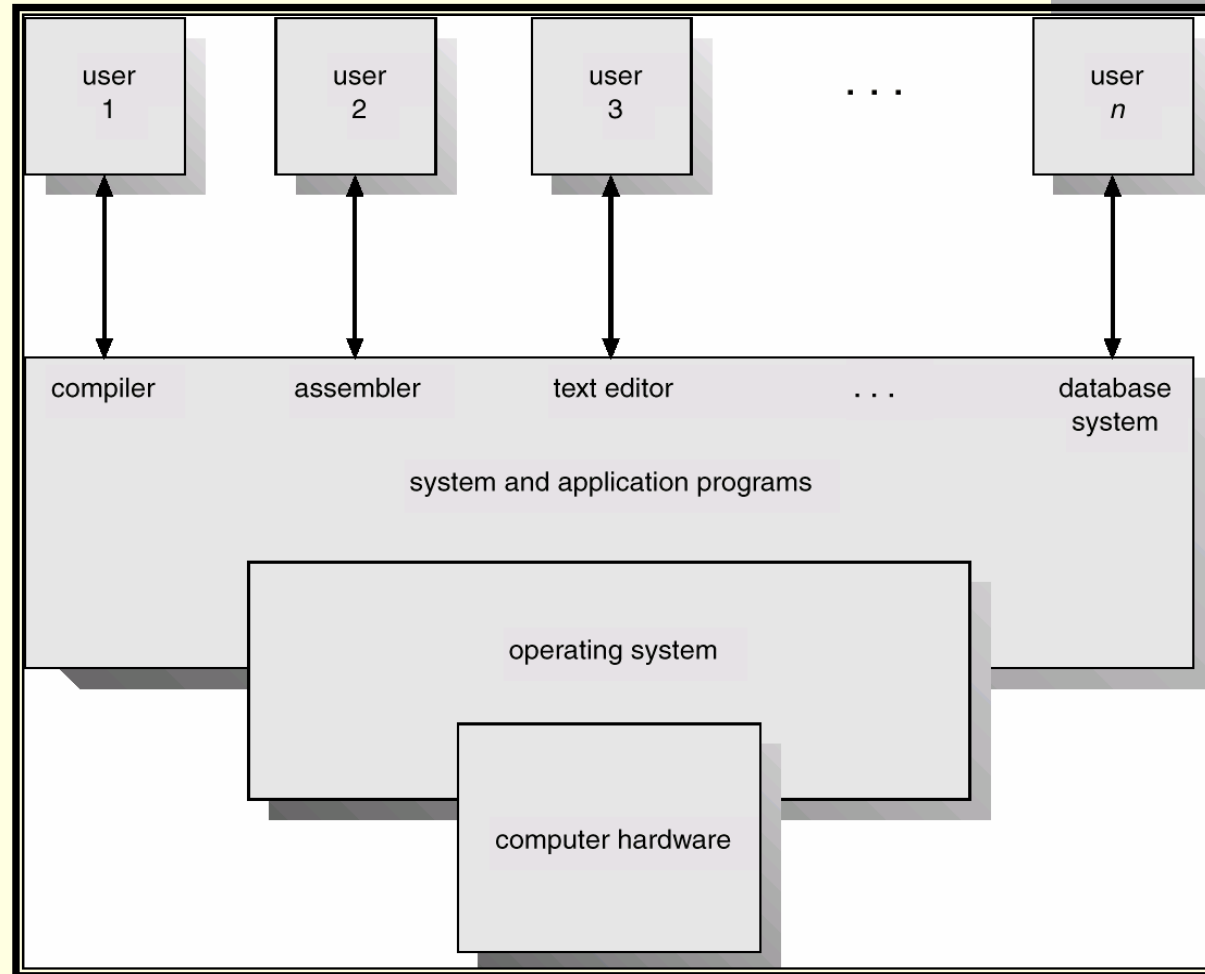 user
1
user
2
user
3
. . .
user
n
compiler
assembler
text editor
. . .
database
system
system and application programs
operating system
computer hardware